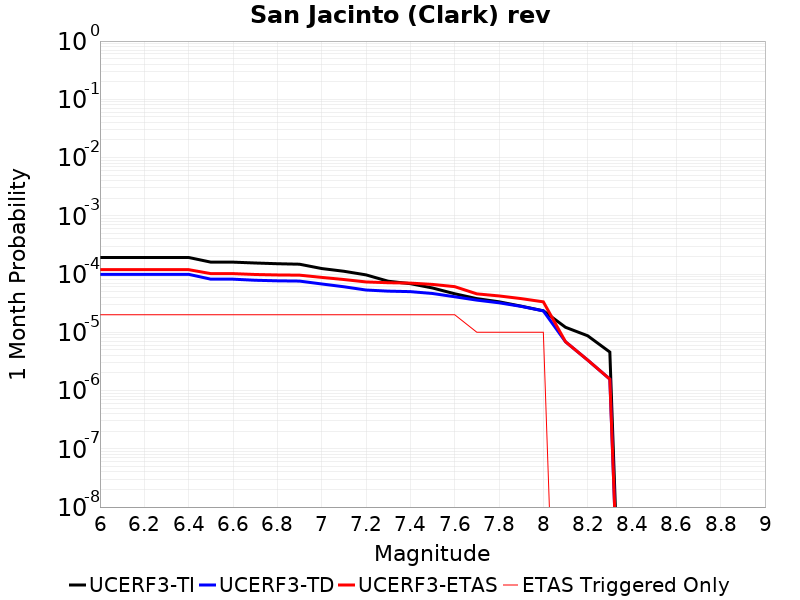 San Jacinto (Clark) rev
1 Month Probability
10^0
10^-1
10^-2
10^-3
10^-4
10^-5
10^-6
10^-7
10^-8
6 6.2 6.4 6.6 6.8 7 7.2 7.4 7.6 7.8 8 8.2 8.4 8.6 8.8 9
Magnitude
UCERF3-TI UCERF3-TD UCERF3-ETAS ETAS Triggered Only